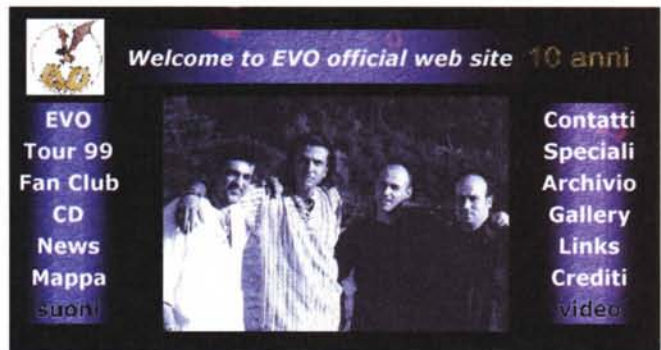 Welcome to EVO official web site
10 anni
EVO
Tour 99
Fan Club
CD
News
Mappa
suoni
Contatti
Speciali
Archivio
Gallery
Links
Crediti
video